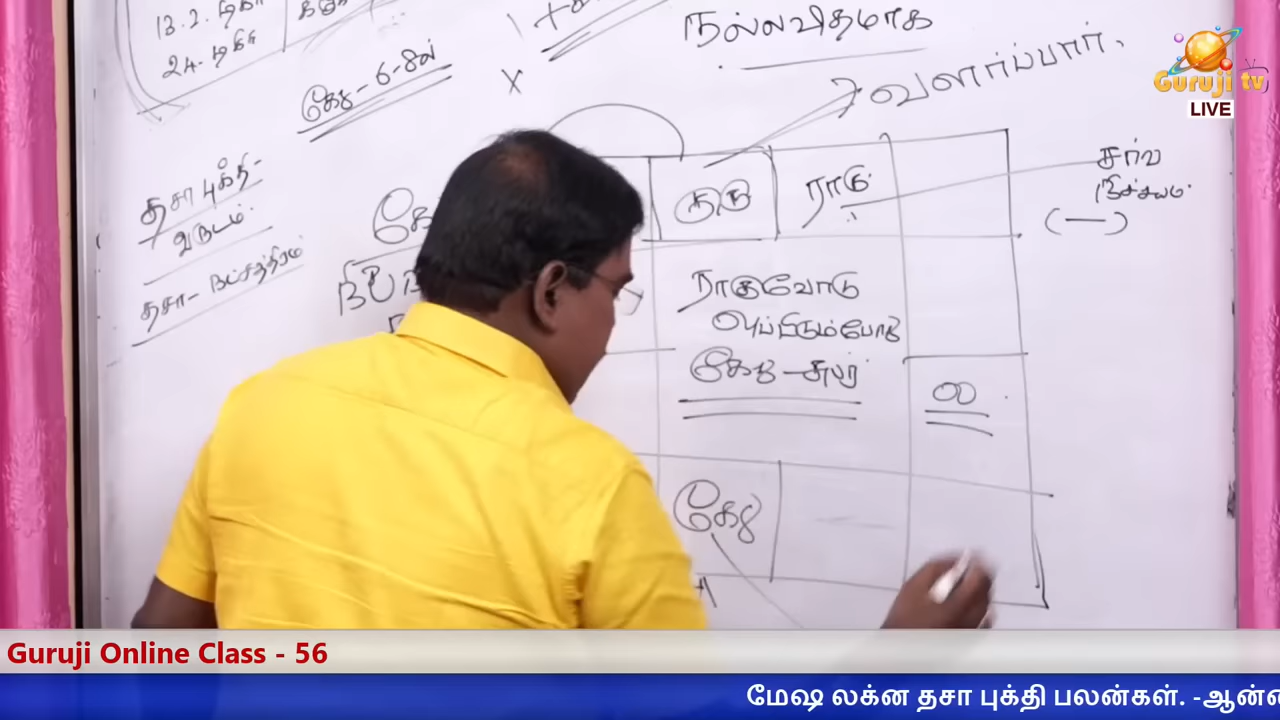 13.2.
24.
கேது - 6-8ல்
நல்லவிதமாக
வளர்ப்பார்.
Guruji tv
LIVE
தசா புக்தி -
வருடம்.
தசா - நட்சத்திரம்
குரு
ராகு
சர்வ
நிச்சயம்
(—)
ராகுவோடு
ஒப்பிடும்போது
கேது - சுபர்
ல
கேது
Guruji Online Class - 56
மேஷ லக்ன தசா புக்தி பலன்கள். -ஆன்